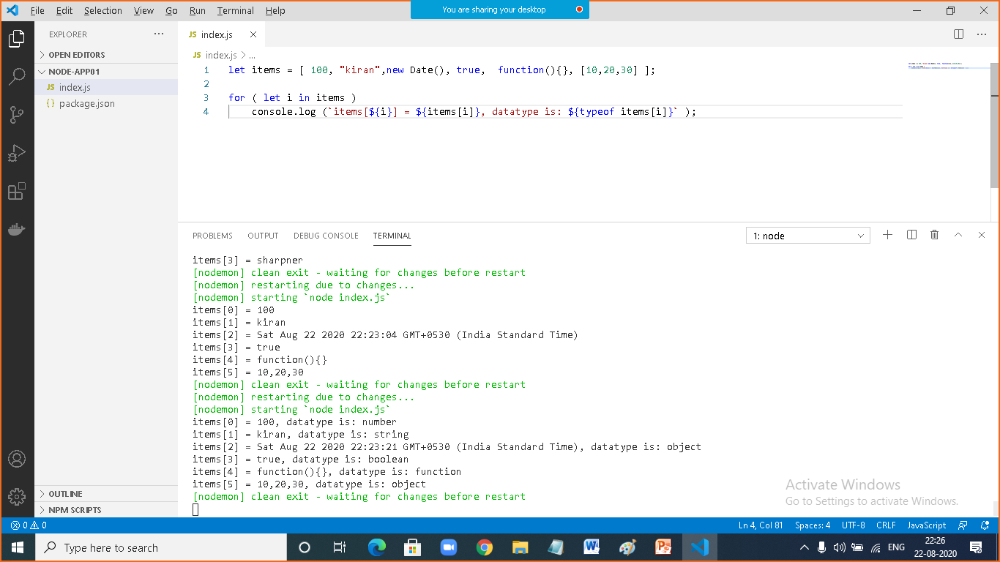 File Edit Selection View Go Run Terminal Help
You are sharing your desktop
EXPLORER
OPEN EDITORS
NODE-APP01
JS index.js
{} package.json
OUTLINE
NPM SCRIPTS
JS index.js
JS index.js > ...
1 let items = [ 100, "kiran",new Date(), true,  function(){}, [10,20,30] ];
2
3 for ( let i in items )
4     console.log (`items[${i}] = ${items[i]}, datatype is: ${typeof items[i]}` );
PROBLEMS OUTPUT DEBUG CONSOLE TERMINAL
1: node
items[3] = sharpner
[nodemon] clean exit - waiting for changes before restart
[nodemon] restarting due to changes...
[nodemon] starting `node index.js`
items[0] = 100
items[1] = kiran
items[2] = Sat Aug 22 2020 22:23:04 GMT+0530 (India Standard Time)
items[3] = true
items[4] = function(){}
items[5] = 10,20,30
[nodemon] clean exit - waiting for changes before restart
[nodemon] restarting due to changes...
[nodemon] starting `node index.js`
items[0] = 100, datatype is: number
items[1] = kiran, datatype is: string
items[2] = Sat Aug 22 2020 22:23:21 GMT+0530 (India Standard Time), datatype is: object
items[3] = true, datatype is: boolean
items[4] = function(){}, datatype is: function
items[5] = 10,20,30, datatype is: object
[nodemon] clean exit - waiting for changes before restart
Activate Windows
Go to Settings to activate Windows.
0 0
Ln 4, Col 81 Spaces: 4 UTF-8 CRLF JavaScript
Type here to search
ENG
22:26
22-08-2020